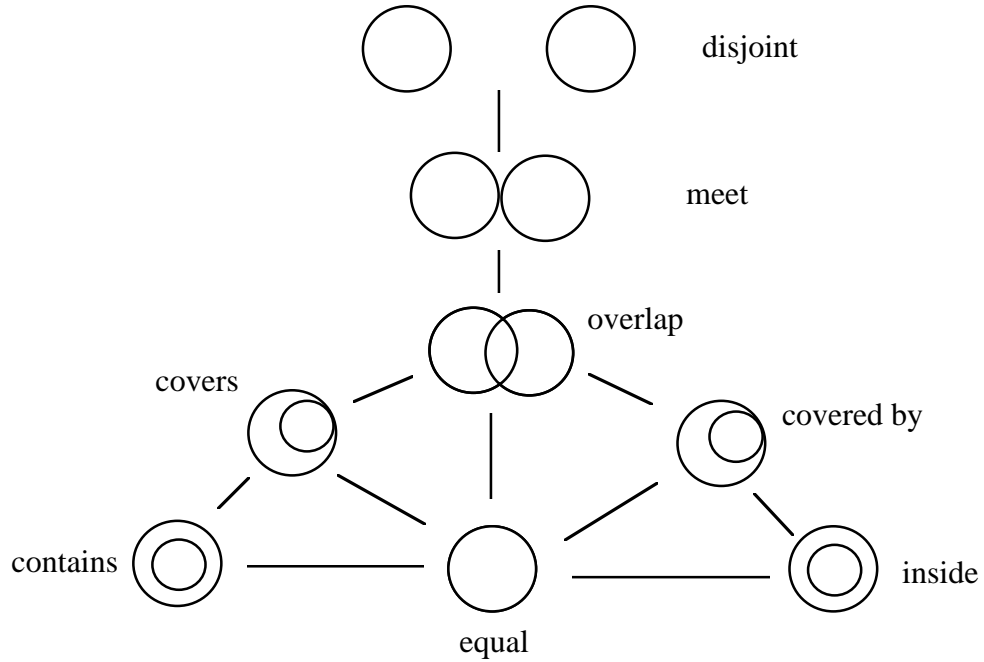 disjoint
meet
overlap
covers
covered by
contains
inside
equal